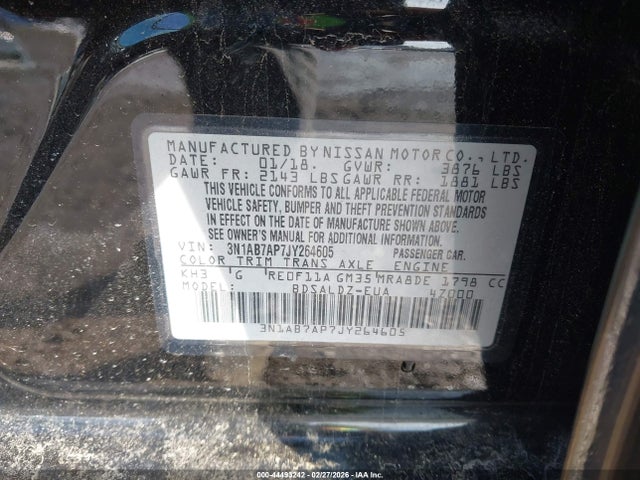 MANUFACTURED BY NISSAN MOTOR CO., LTD.
DATE: 01/18. GVWR: 3876 LBS
GAWR FR: 2143 LBS GAWR RR: 1881 LBS
THIS VEHICLE CONFORMS TO ALL APPLICABLE FEDERAL MOTOR
VEHICLE SAFETY, BUMPER AND THEFT PREVENTION STANDARDS
IN EFFECT ON THE DATE OF MANUFACTURE SHOWN ABOVE.
SEE OWNER'S MANUAL FOR ADDITIONAL INFORMATION.
VIN: 3N1AB7AP7JY264605 PASSENGER CAR.
COLOR TRIM TRANS AXLE ENGINE
KH3 G RE0F11A GM35 MRA8DE 1798 CC
MODEL: BDSALDZ-EUA 4Z000
3N1AB7AP7JY264605
000-44493242 - 02/27/2026 - IAA Inc.